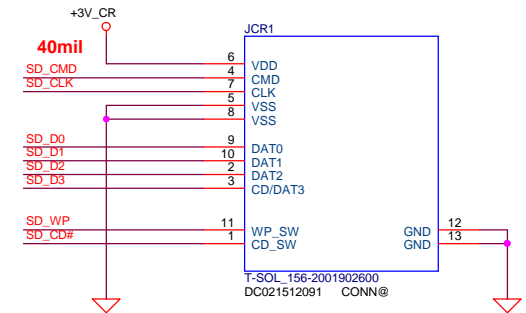 +3V_CR
JCR1
40mil
SD_CMD 4 CMD
6 VDD
SD_CLK 7 CLK
5 VSS
8 VSS
SD_D0 9 DAT0
SD_D1 10 DAT1
SD_D2 2 DAT2
SD_D3 3 CD/DAT3
SD_WP 11 WP_SW GND 12
SD_CD# 1 CD_SW GND 13
T-SOL_156-2001902600
DC021512091 CONN@